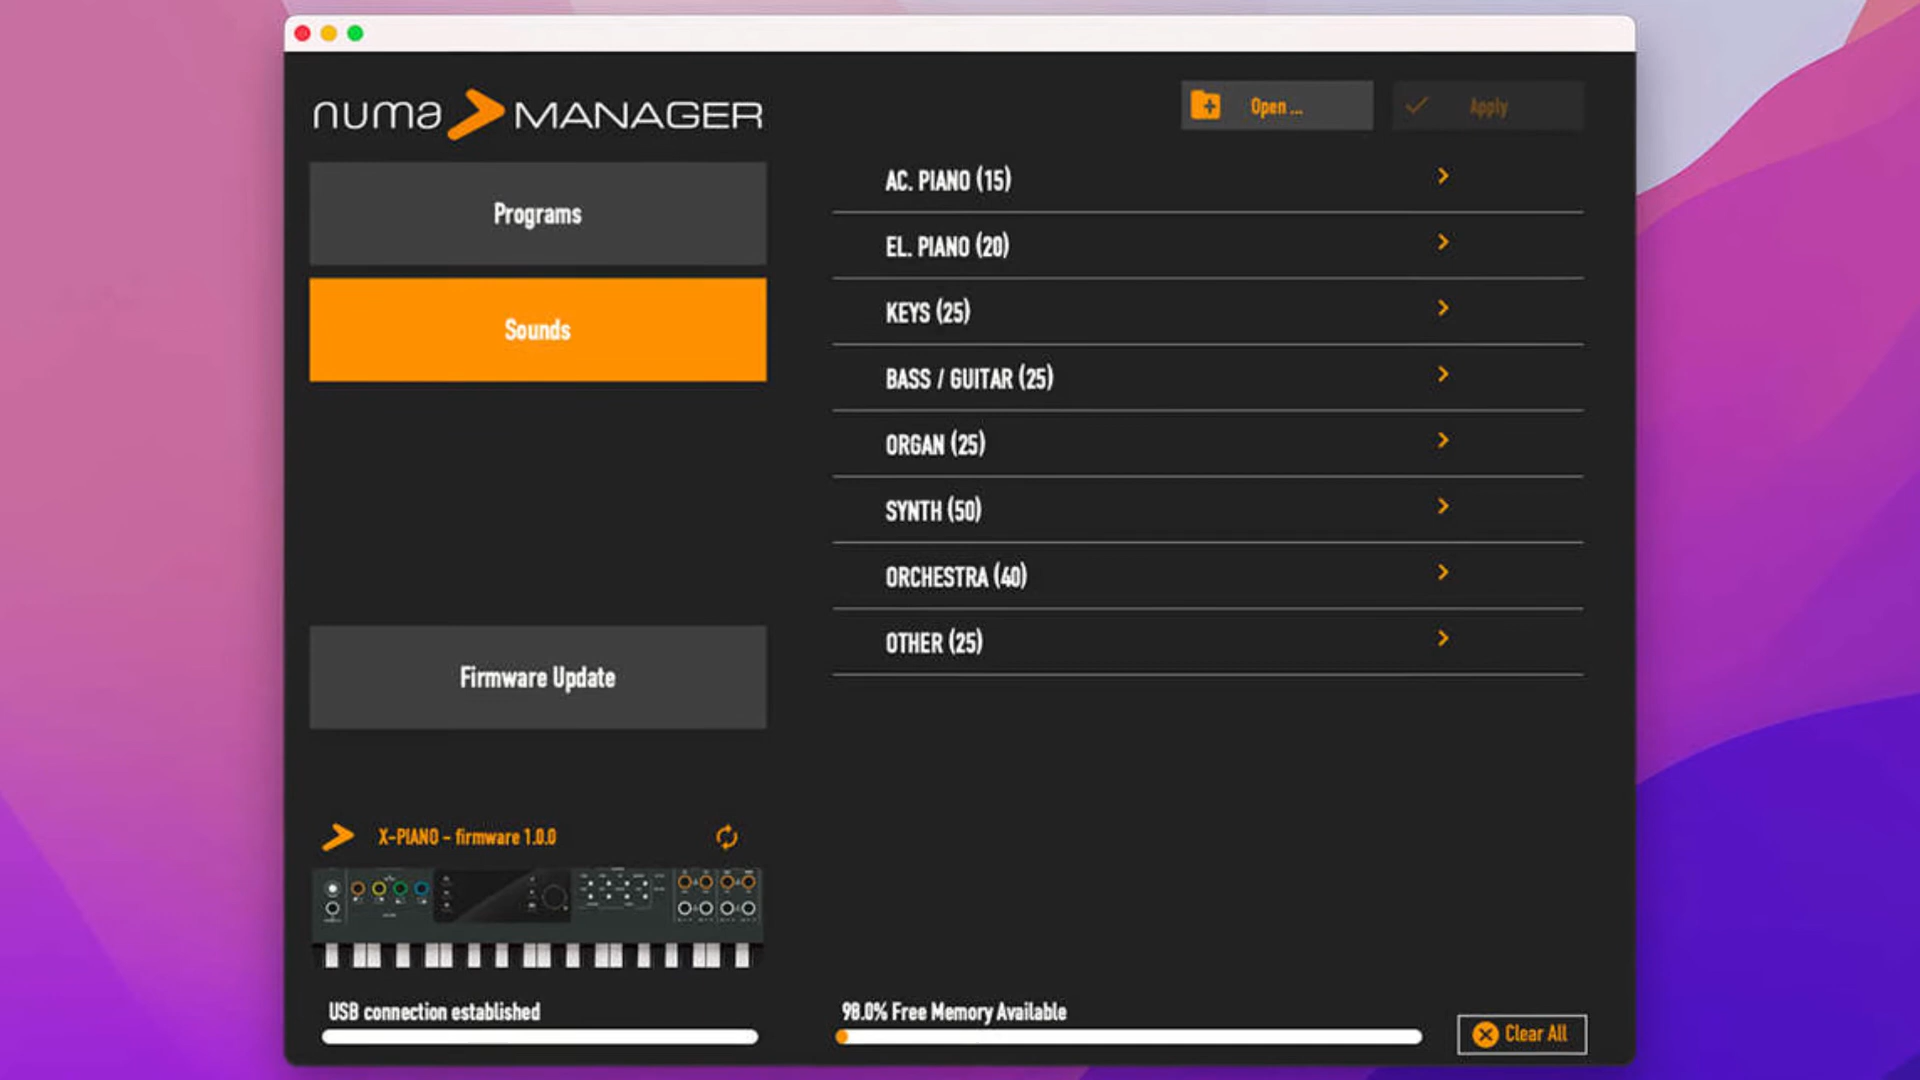 numa MANAGER
Open ...
Apply
Programs
Sounds
Firmware Update
AC. PIANO (15)
EL. PIANO (20)
KEYS (25)
BASS / GUITAR (25)
ORGAN (25)
SYNTH (50)
ORCHESTRA (40)
OTHER (25)
X-PIANO - firmware 1.0.0
USB connection established
98.0% Free Memory Available
Clear All